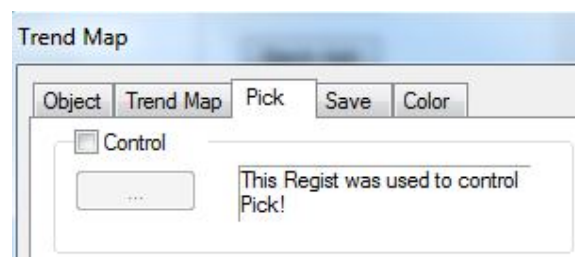 Trend Map
Object Trend Map Pick Save Color
Control
...
This Regist was used to control
Pick!